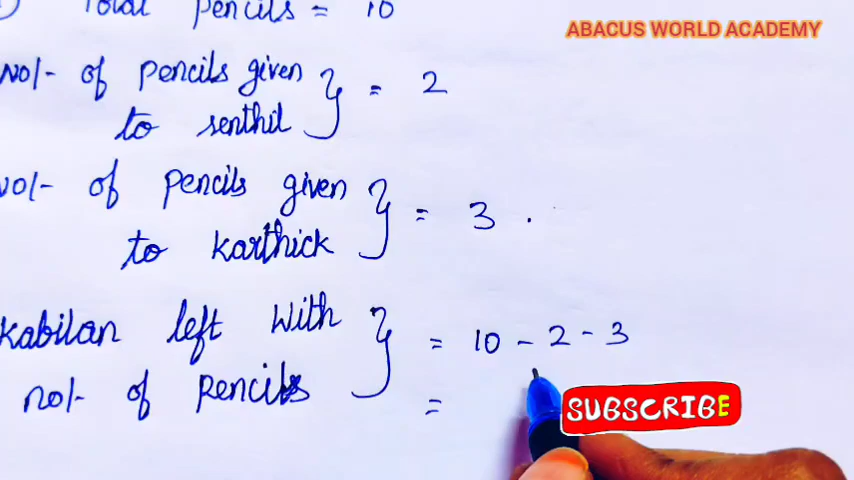 Total pencils = 10
ABACUS WORLD ACADEMY
No/- of pencils given
to senthil } = 2
No/- of pencils given
to karthick } = 3 .
kabilan left with
no/- of pencils } = 10 - 2 - 3
=
SUBSCRIBE